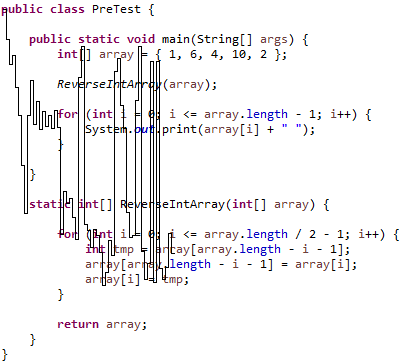 public class PreTest {
public static void main(String[] args) {
int[] array = { 1, 6, 4, 10, 2 };
ReverseIntArray(array);
for (int i = 0; i <= array.length - 1; i++) {
System.out.print(array[i] + " ");
}
}
static int[] ReverseIntArray(int[] array) {
for (int i = 0; i <= array.length / 2 - 1; i++) {
int tmp = array[array.length - i - 1];
array[array.length - i - 1] = array[i];
array[i] = tmp;
}
return array;
}
}